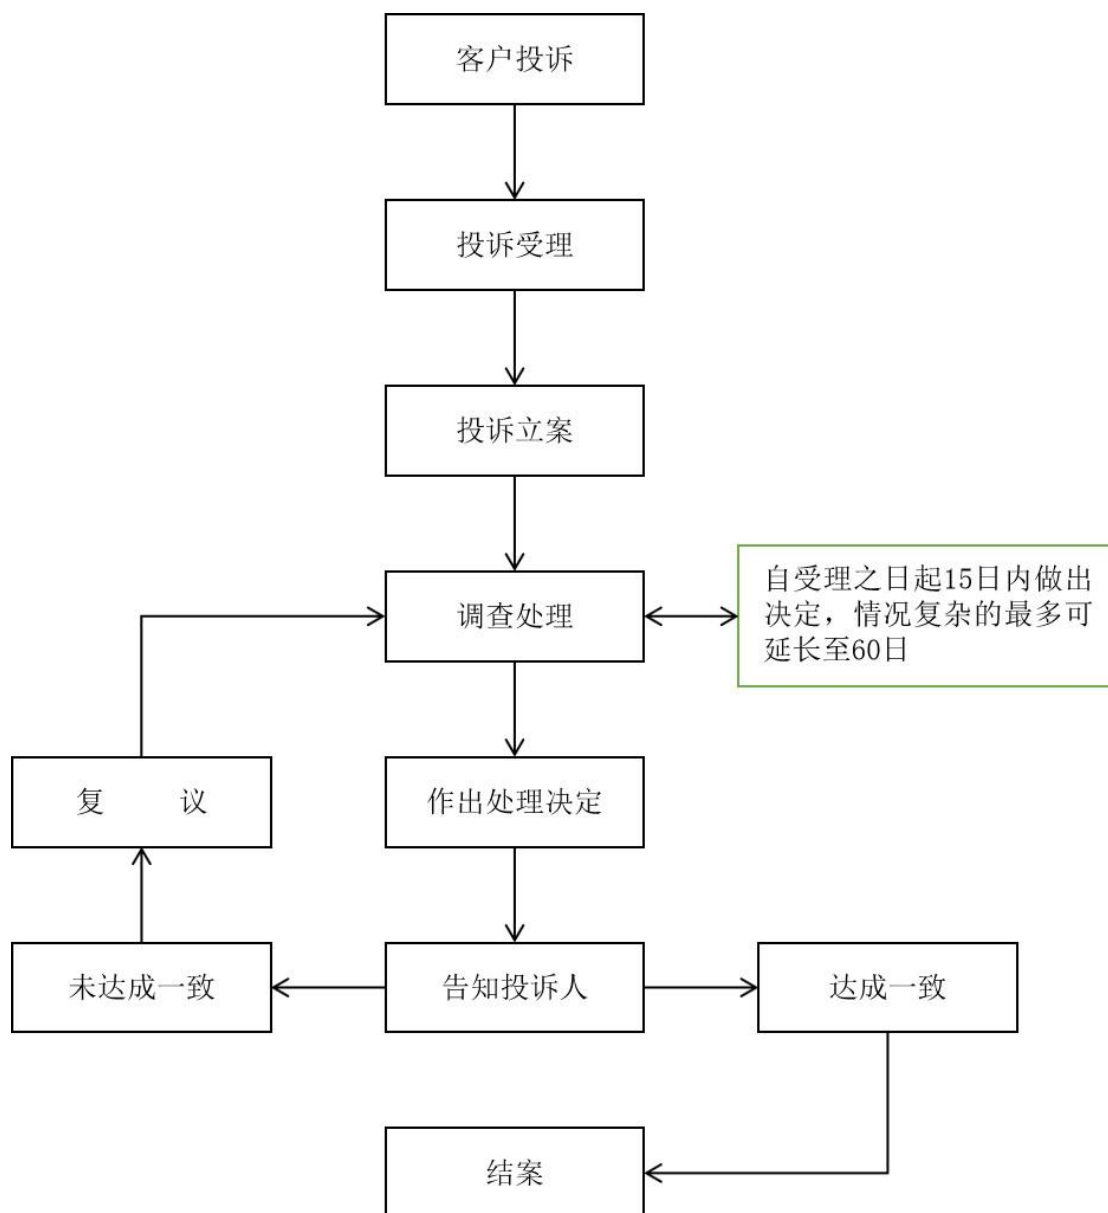 客户投诉
投诉受理
投诉立案
调查处理
自受理之日起15日内做出
决定，情况复杂的最多可
延长至60日
复 议
作出处理决定
未达成一致
告知投诉人
达成一致
结案